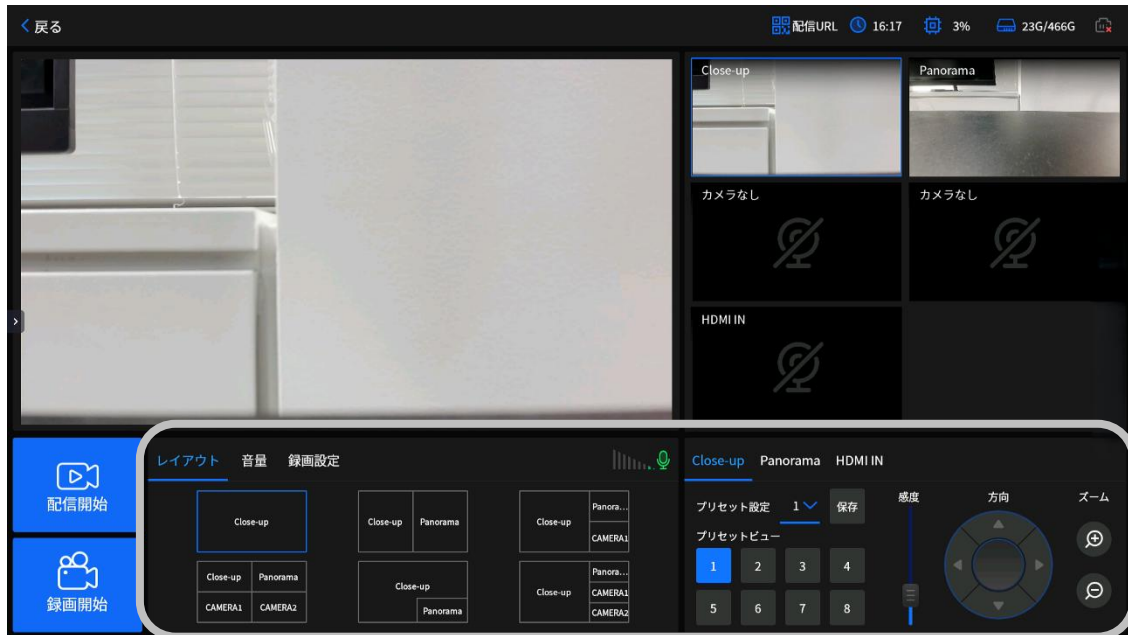 戻る
配信URL 16:17 3% 23G/466G
Close-up
Panorama
カメラなし
カメラなし
HDMI IN
配信開始
録画開始
レイアウト 音量 録画設定
Close-up
Close-up Panorama
Close-up Panora... CAMERA1
Close-up Panorama CAMERA1 CAMERA2
Close-up Panorama
Close-up Panora... CAMERA1 CAMERA2
Close-up Panorama HDMI IN
プリセット設定 1 保存
プリセットビュー
1 2 3 4
5 6 7 8
感度 方向 ズーム